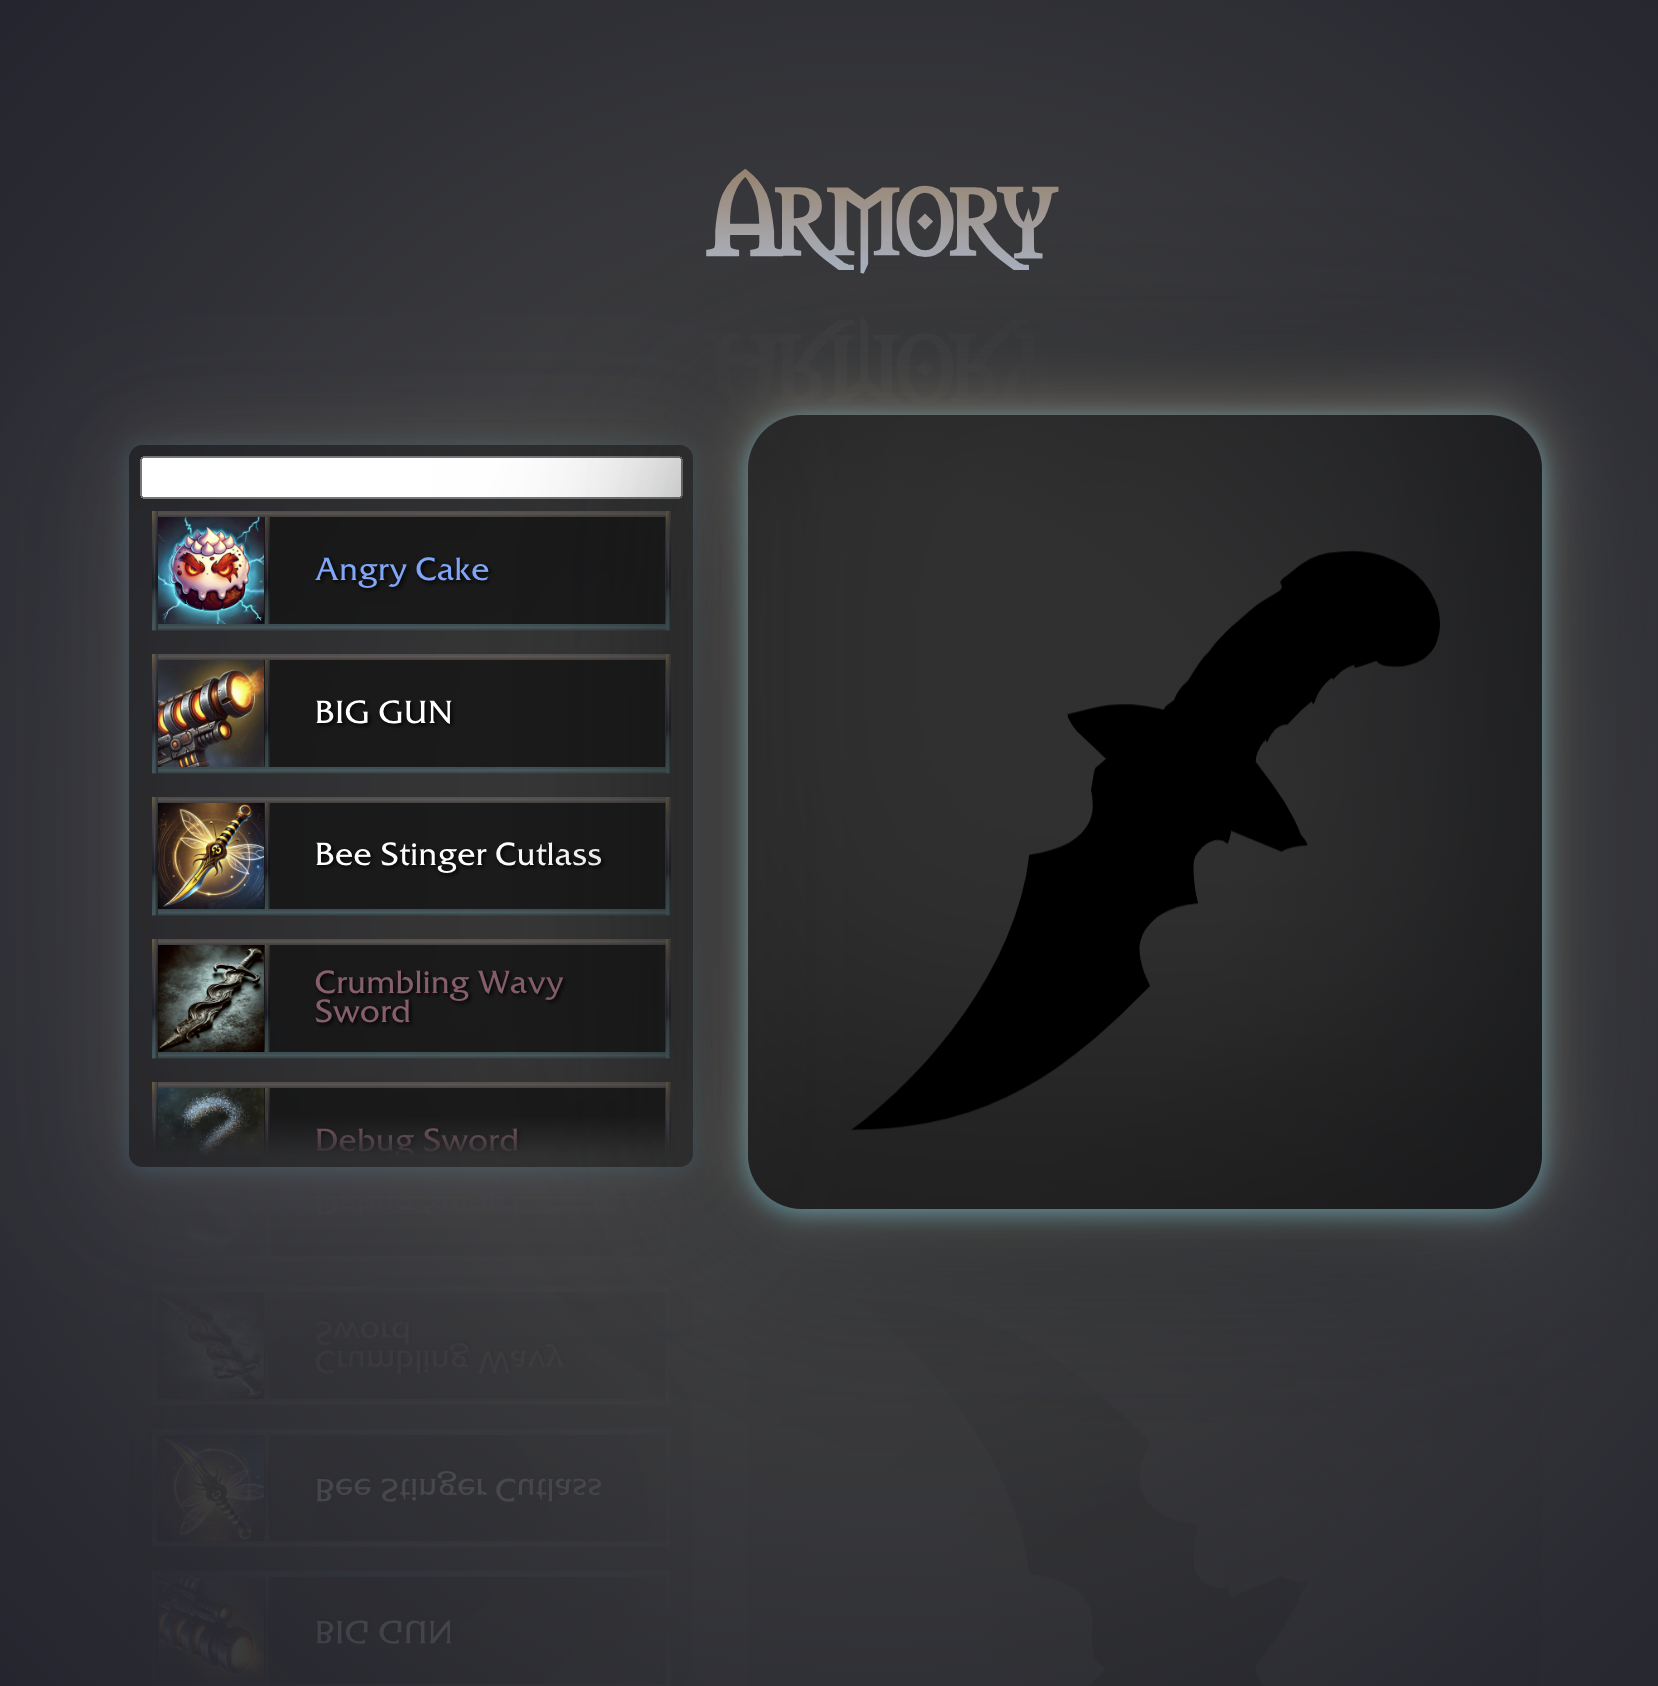 Armory
Angry Cake
BIG GUN
Bee Stinger Cutlass
Crumbling Wavy
Sword
Debug Sword